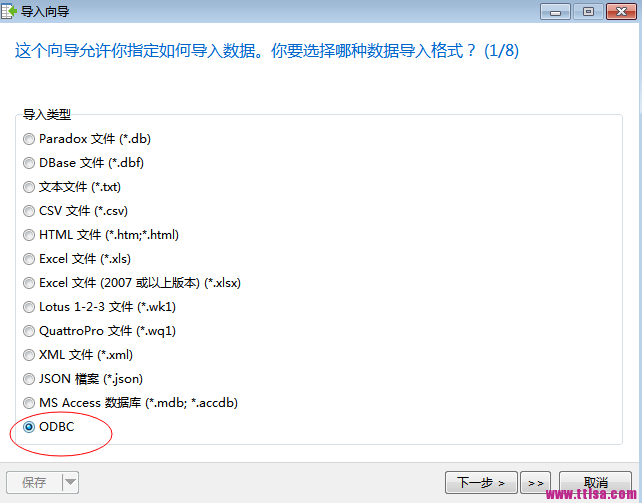 导入向导
这个向导允许你指定如何导入数据。你要选择哪种数据导入格式？ (1/8)
导入类型
Paradox 文件 (*.db)
DBase 文件 (*.dbf)
文本文件 (*.txt)
CSV 文件 (*.csv)
HTML 文件 (*.htm;*.html)
Excel 文件 (*.xls)
Excel 文件 (2007 或以上版本) (*.xlsx)
Lotus 1-2-3 文件 (*.wk1)
QuattroPro 文件 (*.wq1)
XML 文件 (*.xml)
JSON 檔案 (*.json)
MS Access 数据库 (*.mdb; *.accdb)
ODBC
保存 下一步 > >> 取消
www.ttlsa.com